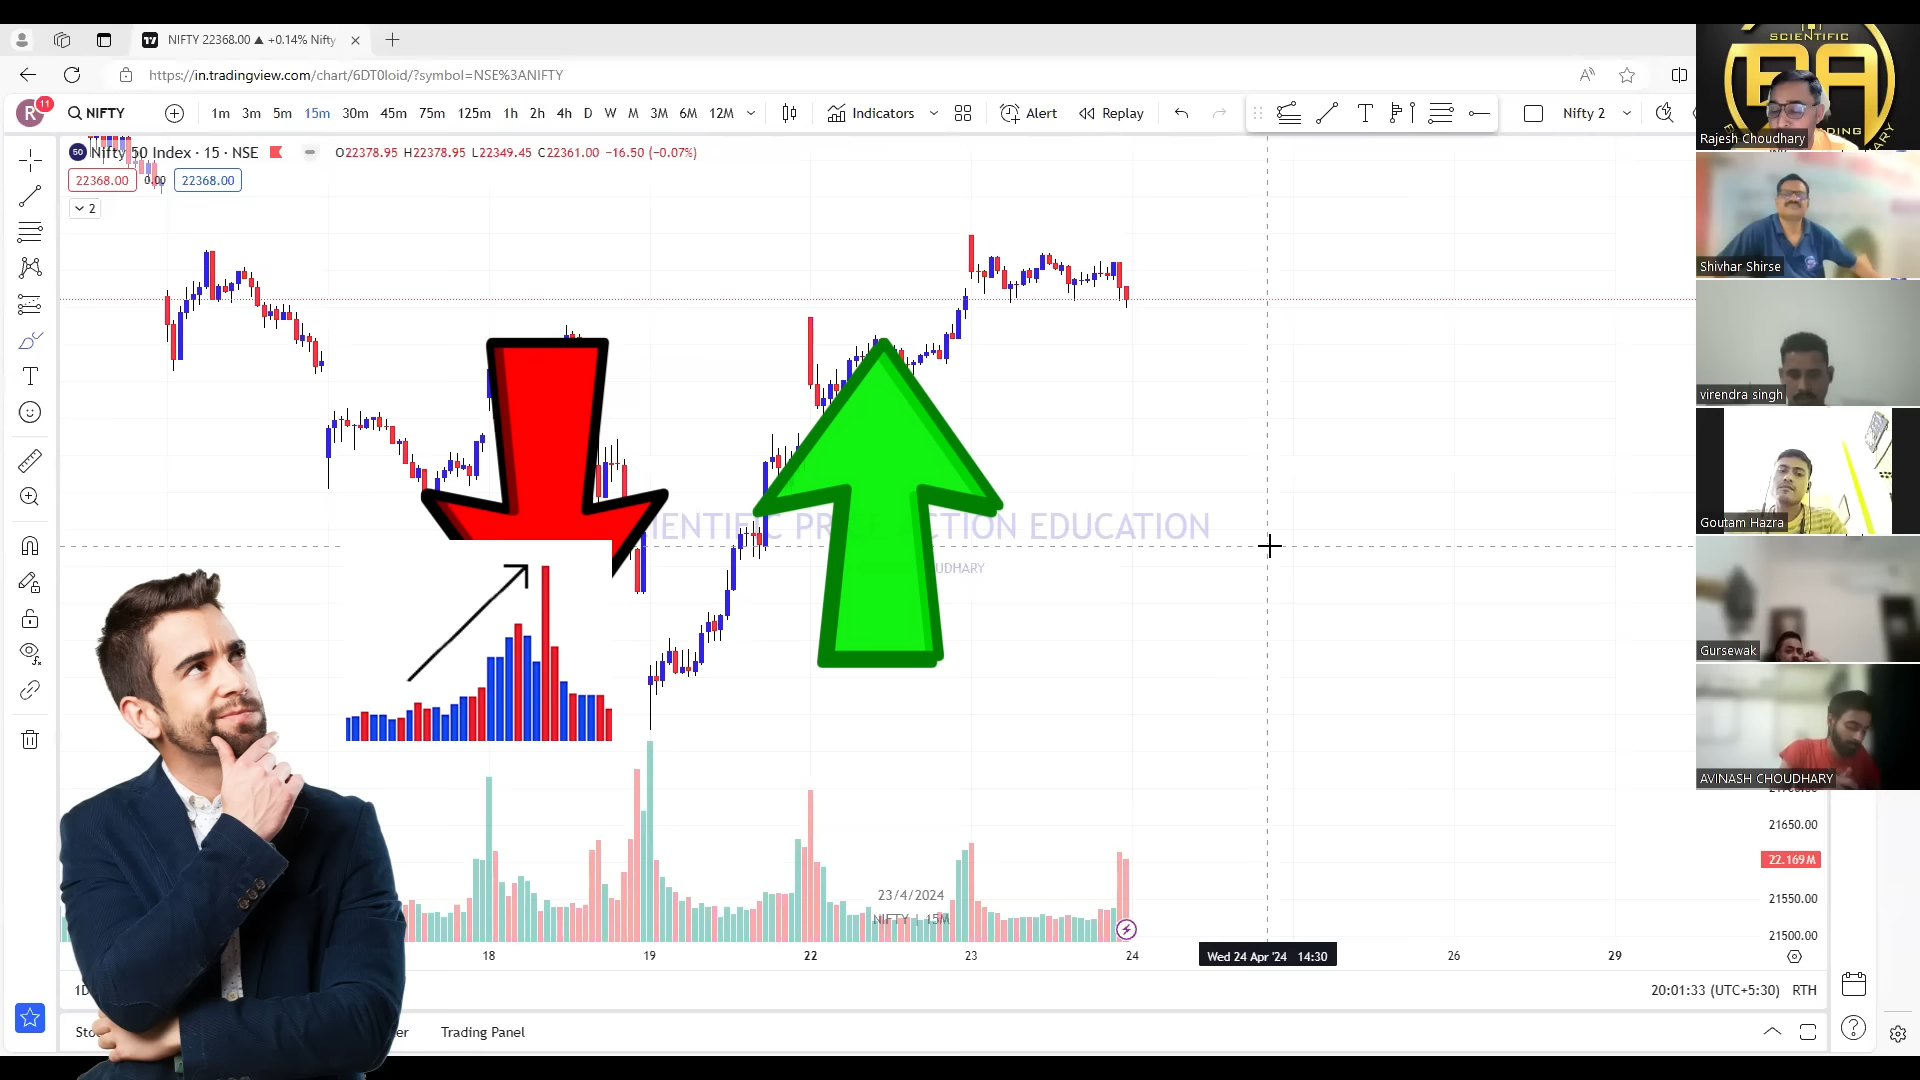 NIFTY 22368.00 ▲ +0.14% Nifty
SCIENTIFIC
https://in.tradingview.com/chart/6DT0loid/?symbol=NSE%3ANIFTY
R 11 NIFTY 1m 3m 5m 15m 30m 45m 75m 125m 1h 2h 4h D W M 3M 6M 12M Indicators Alert Replay Nifty 2
Rajesh Choudhary
50 Nifty 50 Index · 15 · NSE O22378.95 H22378.95 L22349.45 C22361.00 −16.50 (−0.07%)
22368.00 0.00 22368.00
2
Shivhar Shirse
virendra singh
Goutam Hazra
Gursewak
AVINASH CHOUDHARY
21650.00
22.169M
23/4/2024
21550.00
NIFTY | 15M
21500.00
18 19 22 23 24 Wed 24 Apr '24 14:30 26 29
20:01:33 (UTC+5:30) RTH
Trading Panel